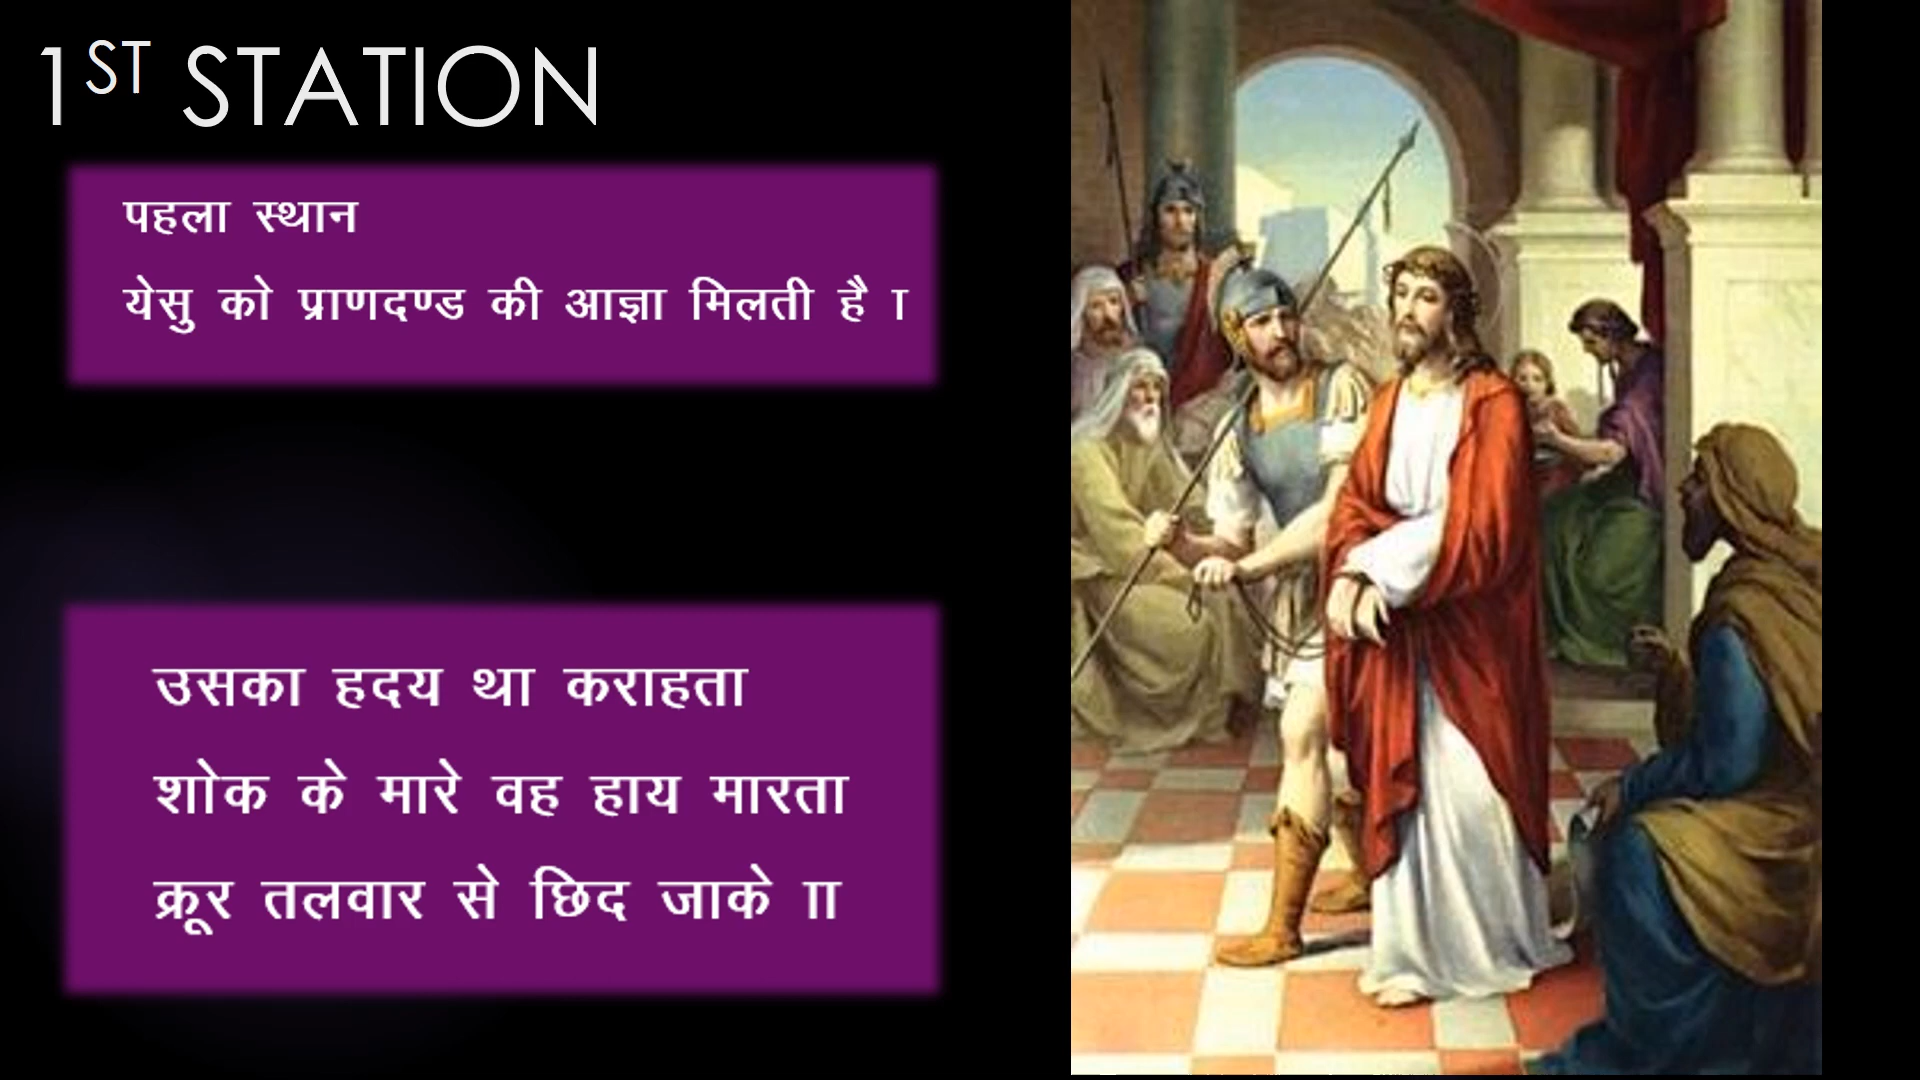 1ST STATION
पहला स्थान
येसु को प्राणदण्ड की आज्ञा मिलती है ा
उसका हदय था कराहता
शोक के मारे वह हाय मारता
क्रूर तलवार से छिद जाके ाा